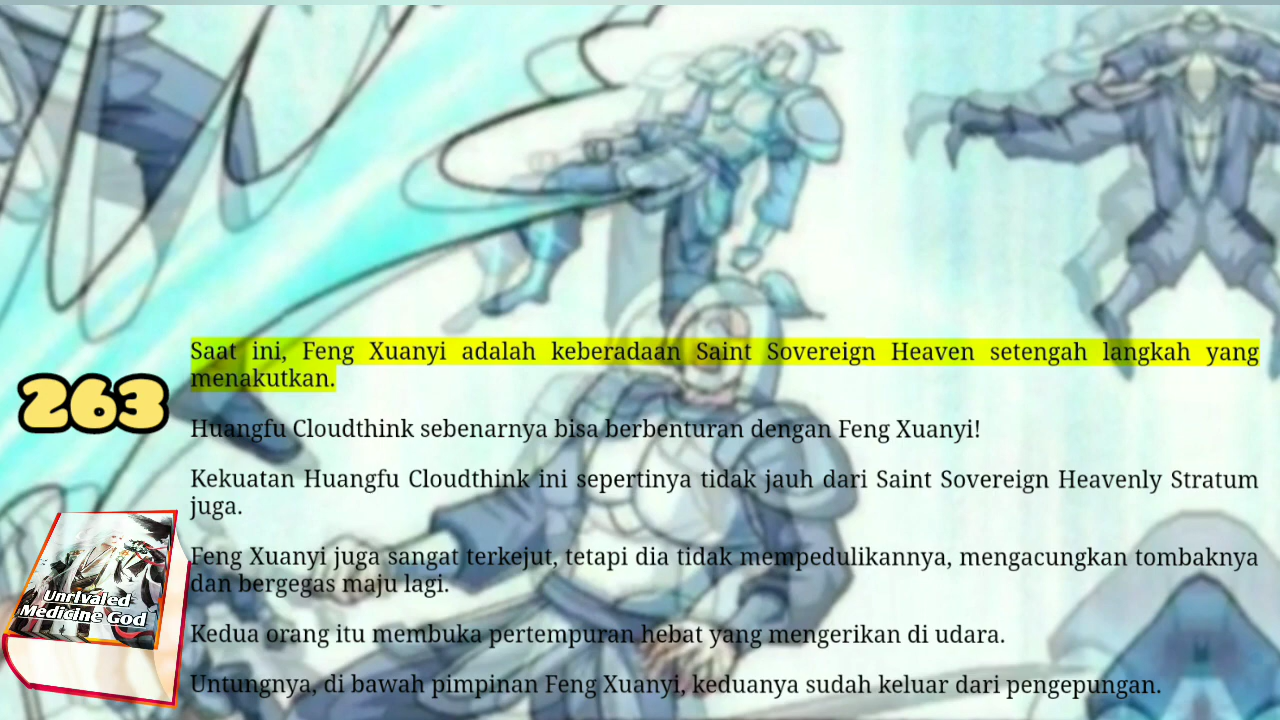 Saat ini, Feng Xuanyi adalah keberadaan Saint Sovereign Heaven setengah langkah yang
menakutkan.
263
Huangfu Cloudthink sebenarnya bisa berbenturan dengan Feng Xuanyi!
Kekuatan Huangfu Cloudthink ini sepertinya tidak jauh dari Saint Sovereign Heavenly Stratum
juga.
Feng Xuanyi juga sangat terkejut, tetapi dia tidak mempedulikannya, mengacungkan tombaknya
dan bergegas maju lagi.
Kedua orang itu membuka pertempuran hebat yang mengerikan di udara.
Untungnya, di bawah pimpinan Feng Xuanyi, keduanya sudah keluar dari pengepungan.
Unrivaled
Medicine God